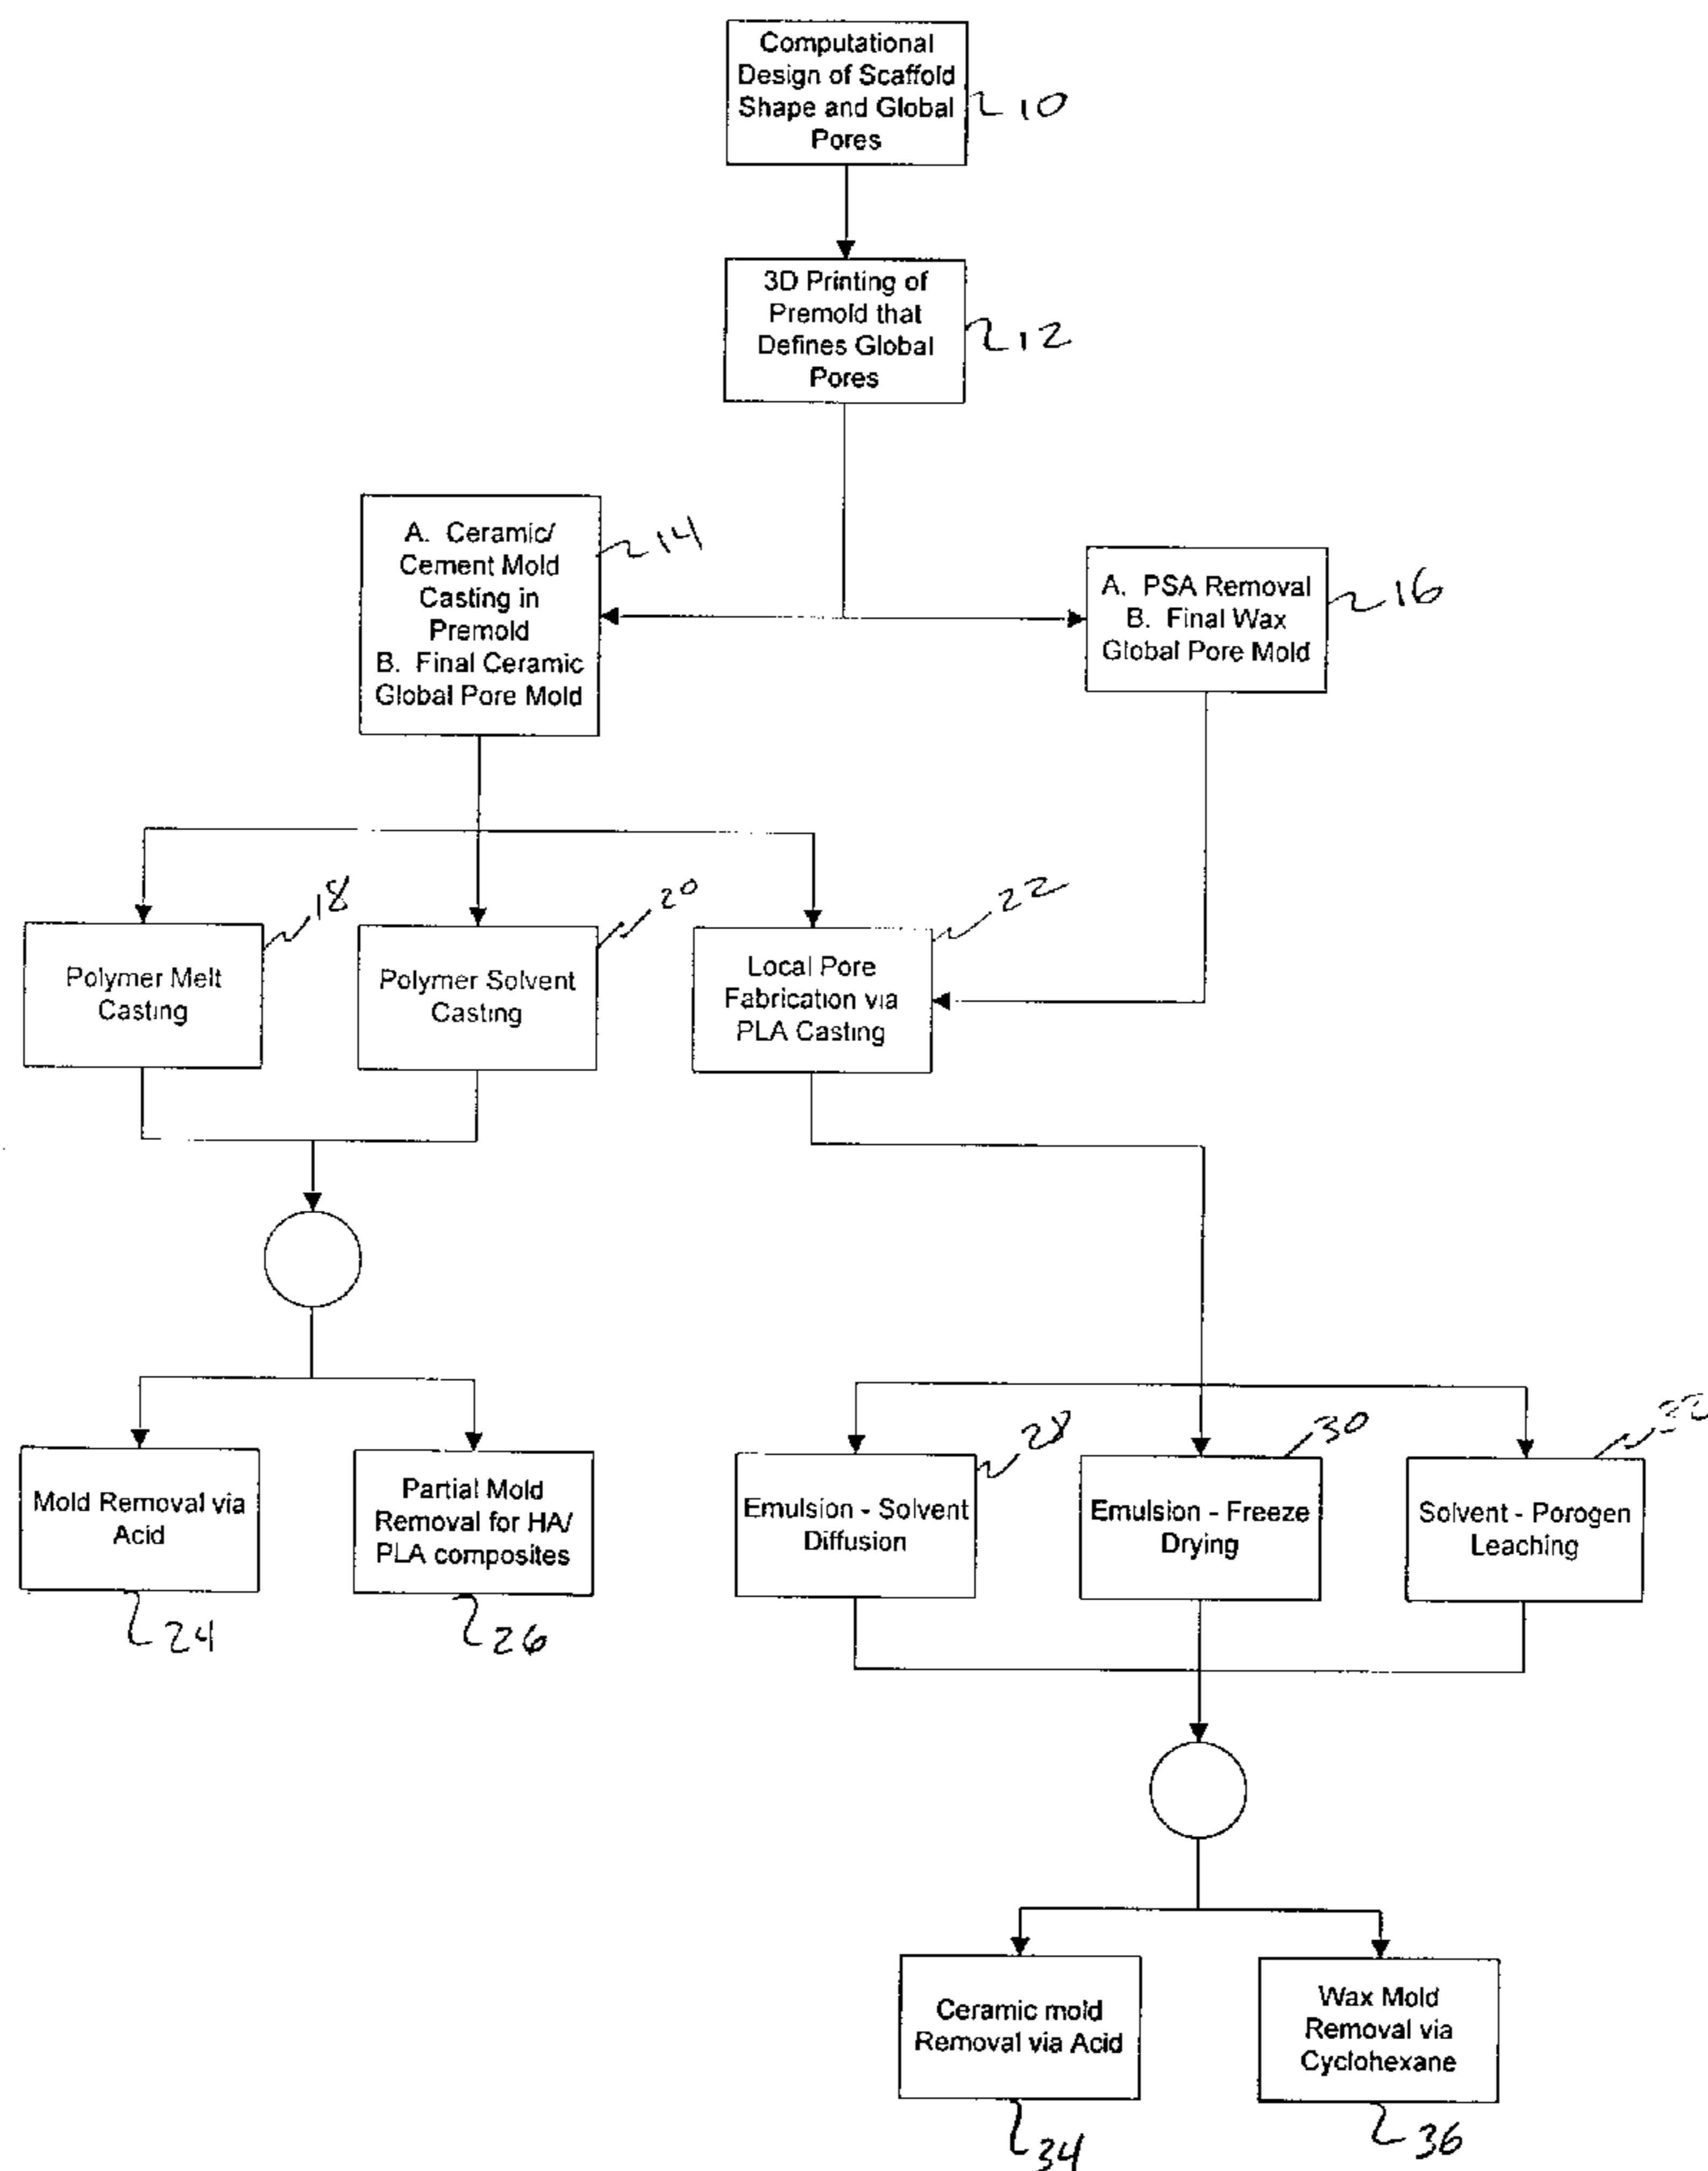 Computational
Design of Scaffold
Shape and Global
Pores
10
3D Printing of
Premold that
Defines Global
Pores
12
A. Ceramic/
Cement Mold
Casting in
Premold
B. Final Ceramic
Global Pore Mold
14
A. PSA Removal
B. Final Wax
Global Pore Mold
16
Polymer Melt
Casting
18
Polymer Solvent
Casting
20
Local Pore
Fabrication via
PLA Casting
22
Mold Removal via
Acid
24
Partial Mold
Removal for HA/
PLA composites
26
Emulsion - Solvent
Diffusion
28
Emulsion - Freeze
Drying
30
Solvent - Porogen
Leaching
32
Ceramic mold
Removal via Acid
34
Wax Mold
Removal via
Cyclohexane
36